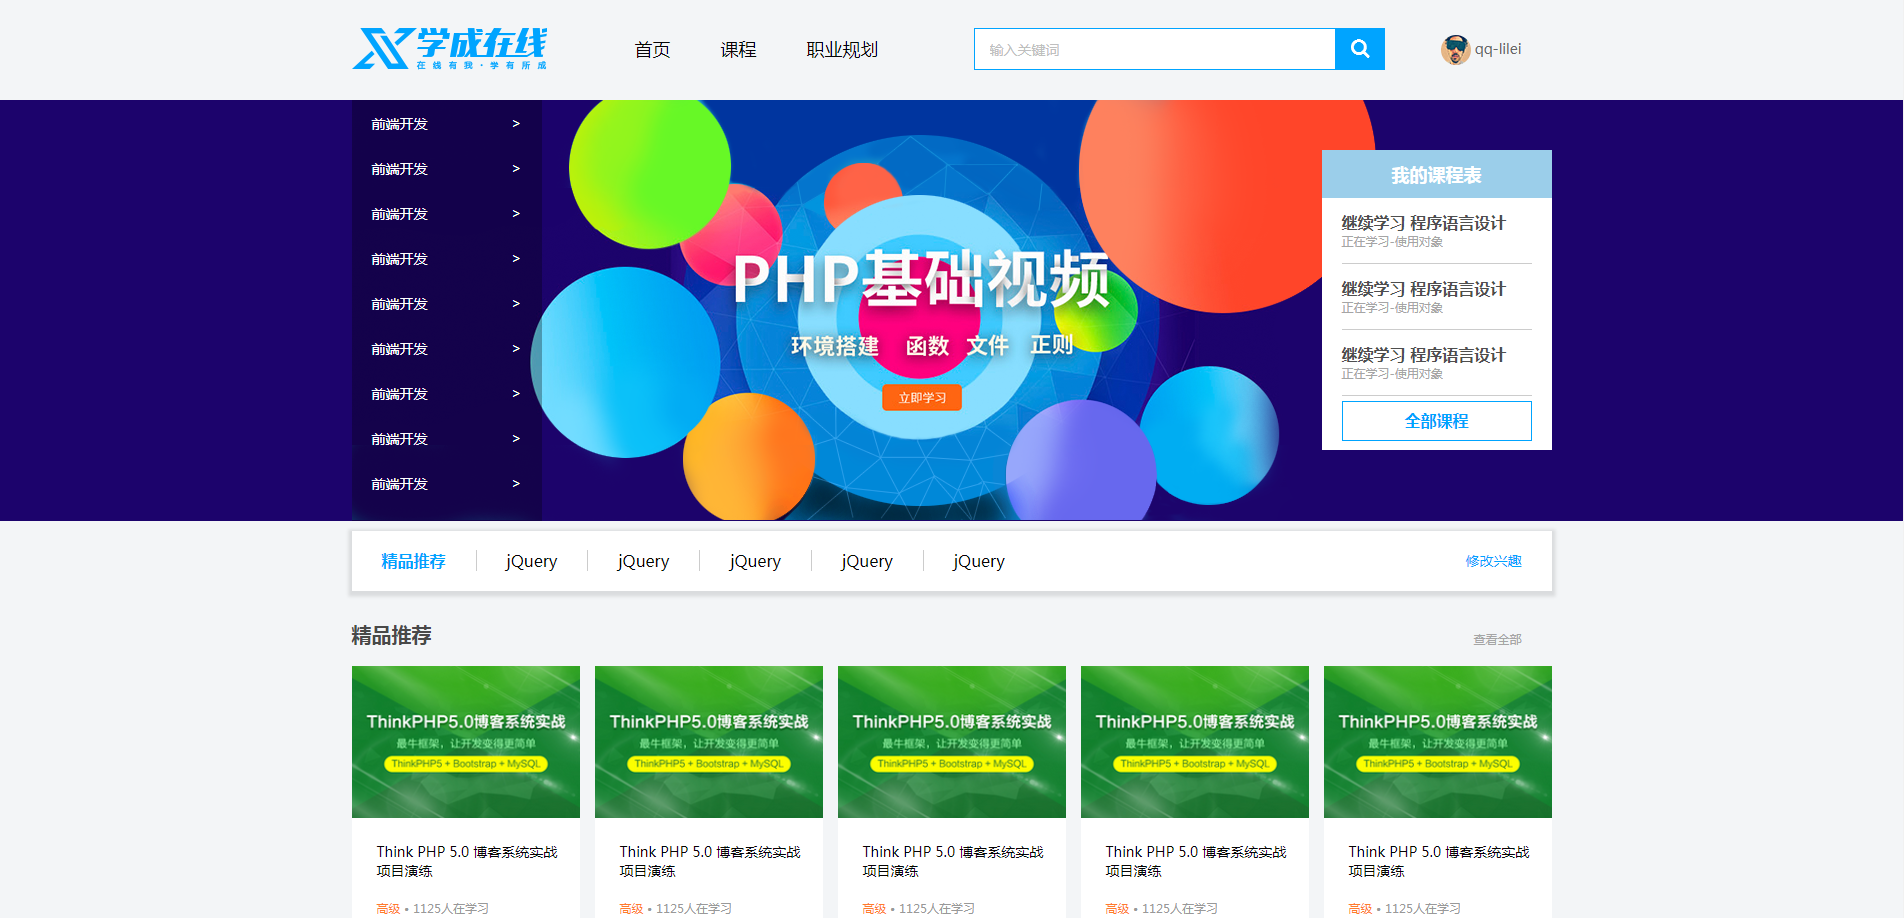 学成在线
在线有我·学有所成
首页 课程 职业规划
输入关键词
qq-lilei
前端开发 >
前端开发 >
前端开发 >
前端开发 >
前端开发 >
前端开发 >
前端开发 >
前端开发 >
前端开发 >
PHP基础视频
环境搭建 函数 文件 正则
立即学习
我的课程表
继续学习 程序语言设计
正在学习-使用对象
继续学习 程序语言设计
正在学习-使用对象
继续学习 程序语言设计
正在学习-使用对象
全部课程
精品推荐 jQuery jQuery jQuery jQuery jQuery 修改兴趣
精品推荐 查看全部
ThinkPHP5.0博客系统实战
最牛框架，让开发变得更简单
ThinkPHP5 + Bootstrap + MySQL
Think PHP 5.0 博客系统实战
项目演练
高级 • 1125人在学习
ThinkPHP5.0博客系统实战
最牛框架，让开发变得更简单
ThinkPHP5 + Bootstrap + MySQL
Think PHP 5.0 博客系统实战
项目演练
高级 • 1125人在学习
ThinkPHP5.0博客系统实战
最牛框架，让开发变得更简单
ThinkPHP5 + Bootstrap + MySQL
Think PHP 5.0 博客系统实战
项目演练
高级 • 1125人在学习
ThinkPHP5.0博客系统实战
最牛框架，让开发变得更简单
ThinkPHP5 + Bootstrap + MySQL
Think PHP 5.0 博客系统实战
项目演练
高级 • 1125人在学习
ThinkPHP5.0博客系统实战
最牛框架，让开发变得更简单
ThinkPHP5 + Bootstrap + MySQL
Think PHP 5.0 博客系统实战
项目演练
高级 • 1125人在学习